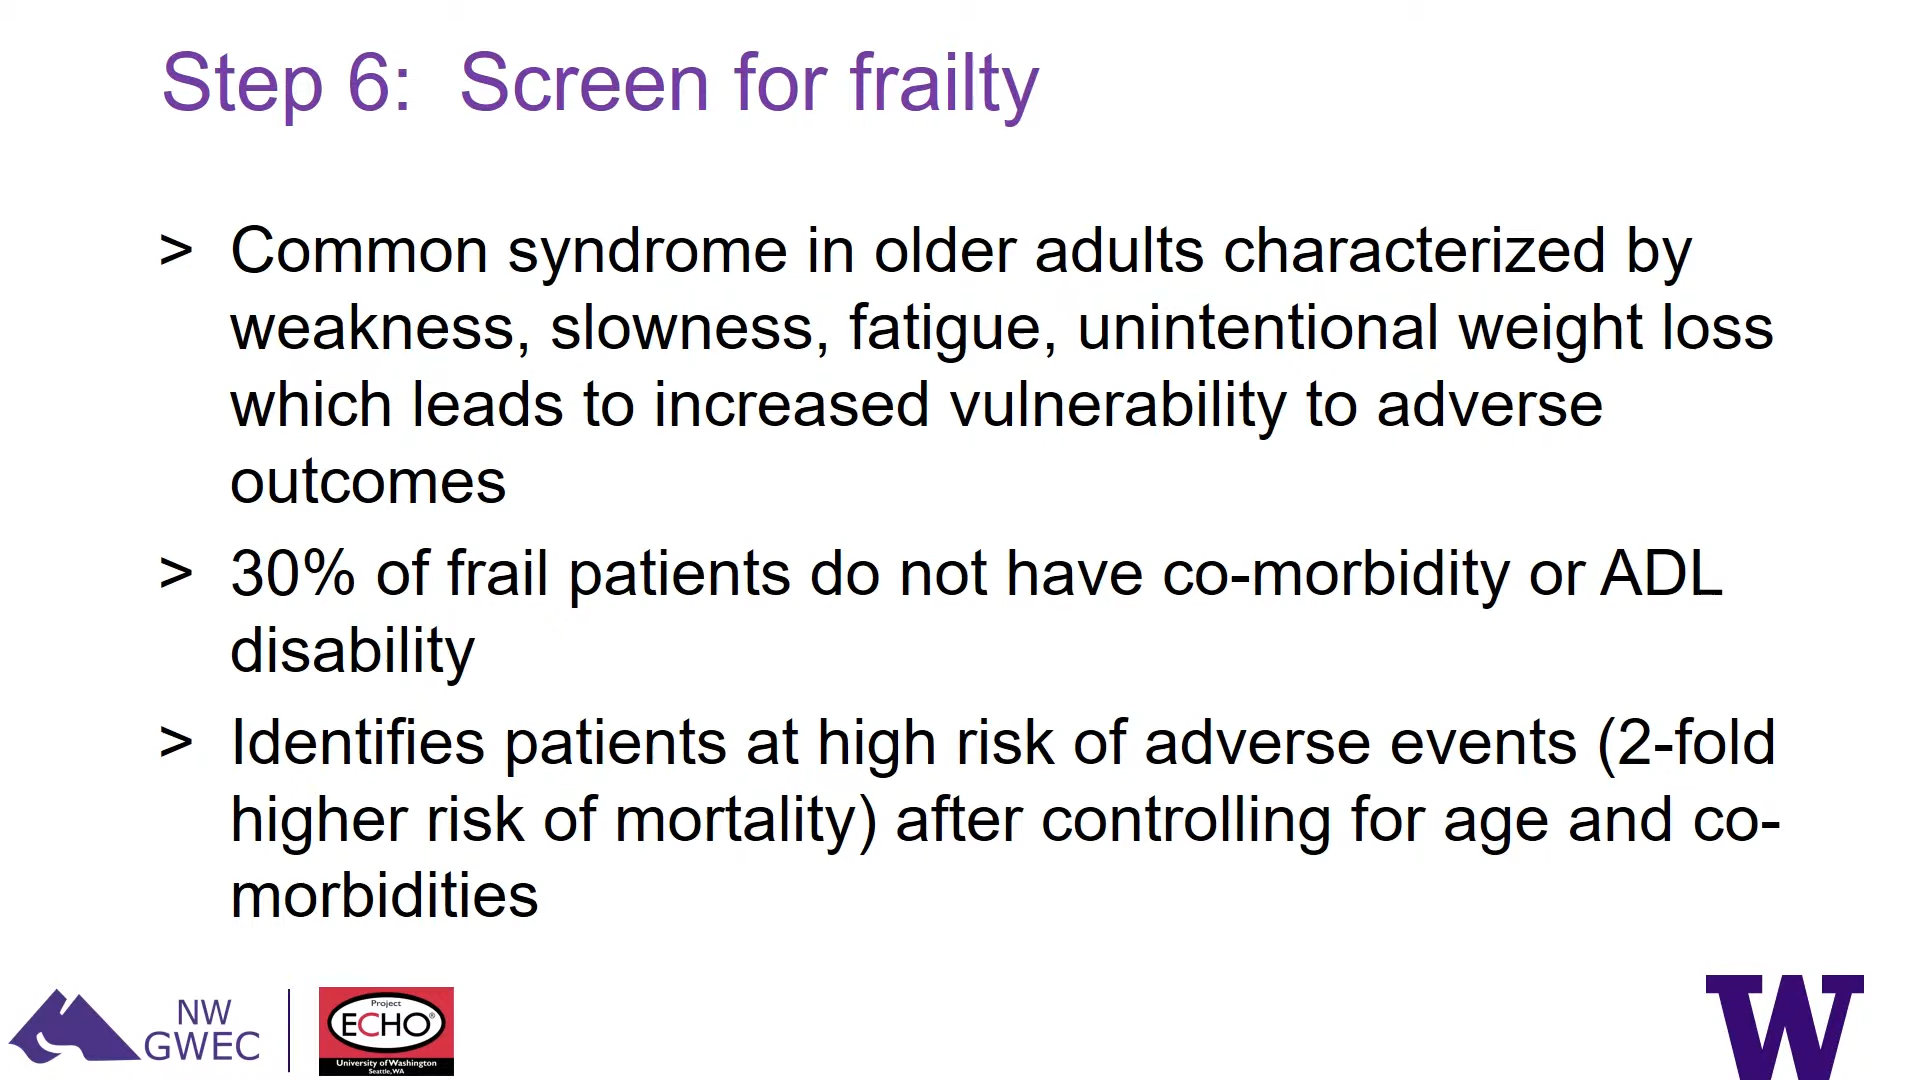 Step 6:  Screen for frailty
> Common syndrome in older adults characterized by
weakness, slowness, fatigue, unintentional weight loss
which leads to increased vulnerability to adverse
outcomes
> 30% of frail patients do not have co-morbidity or ADL
disability
> Identifies patients at high risk of adverse events (2-fold
higher risk of mortality) after controlling for age and co-
morbidities
NW
GWEC
Project
ECHO®
University of Washington
Seattle, WA
W